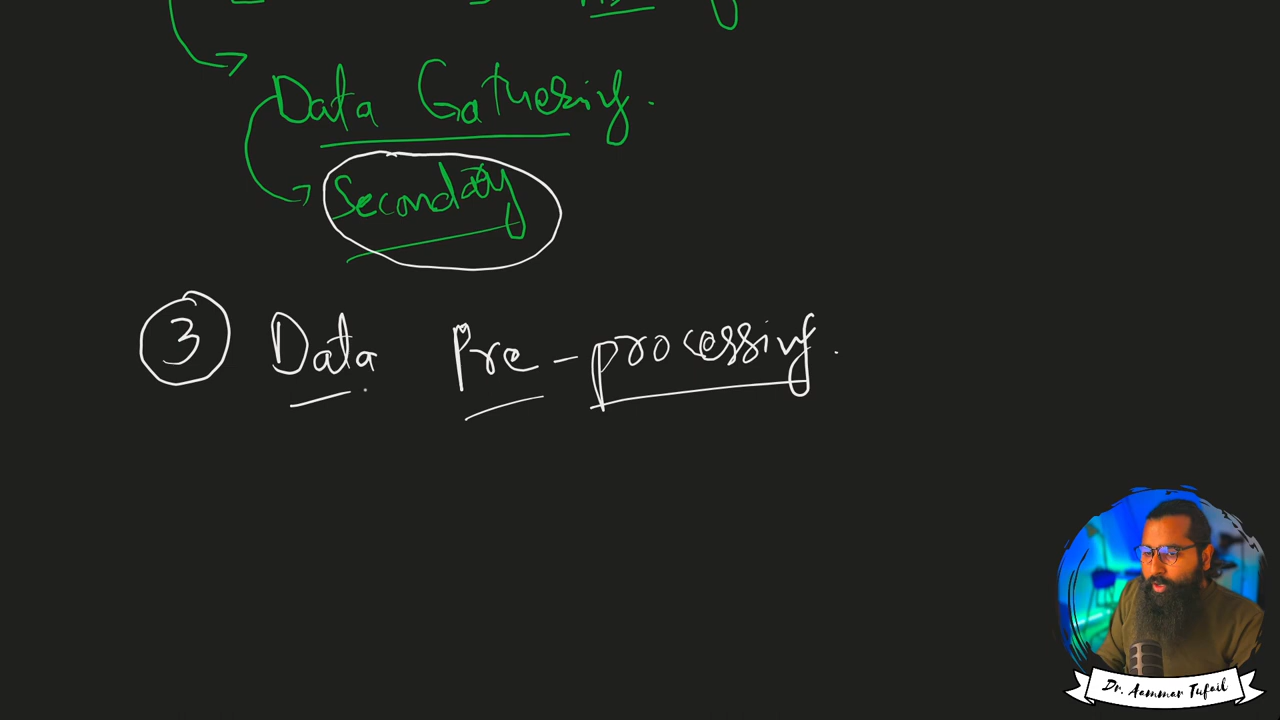 Data Gathering.
Secondary
3 Data Pre-processing.
Dr. Aammar Tufail